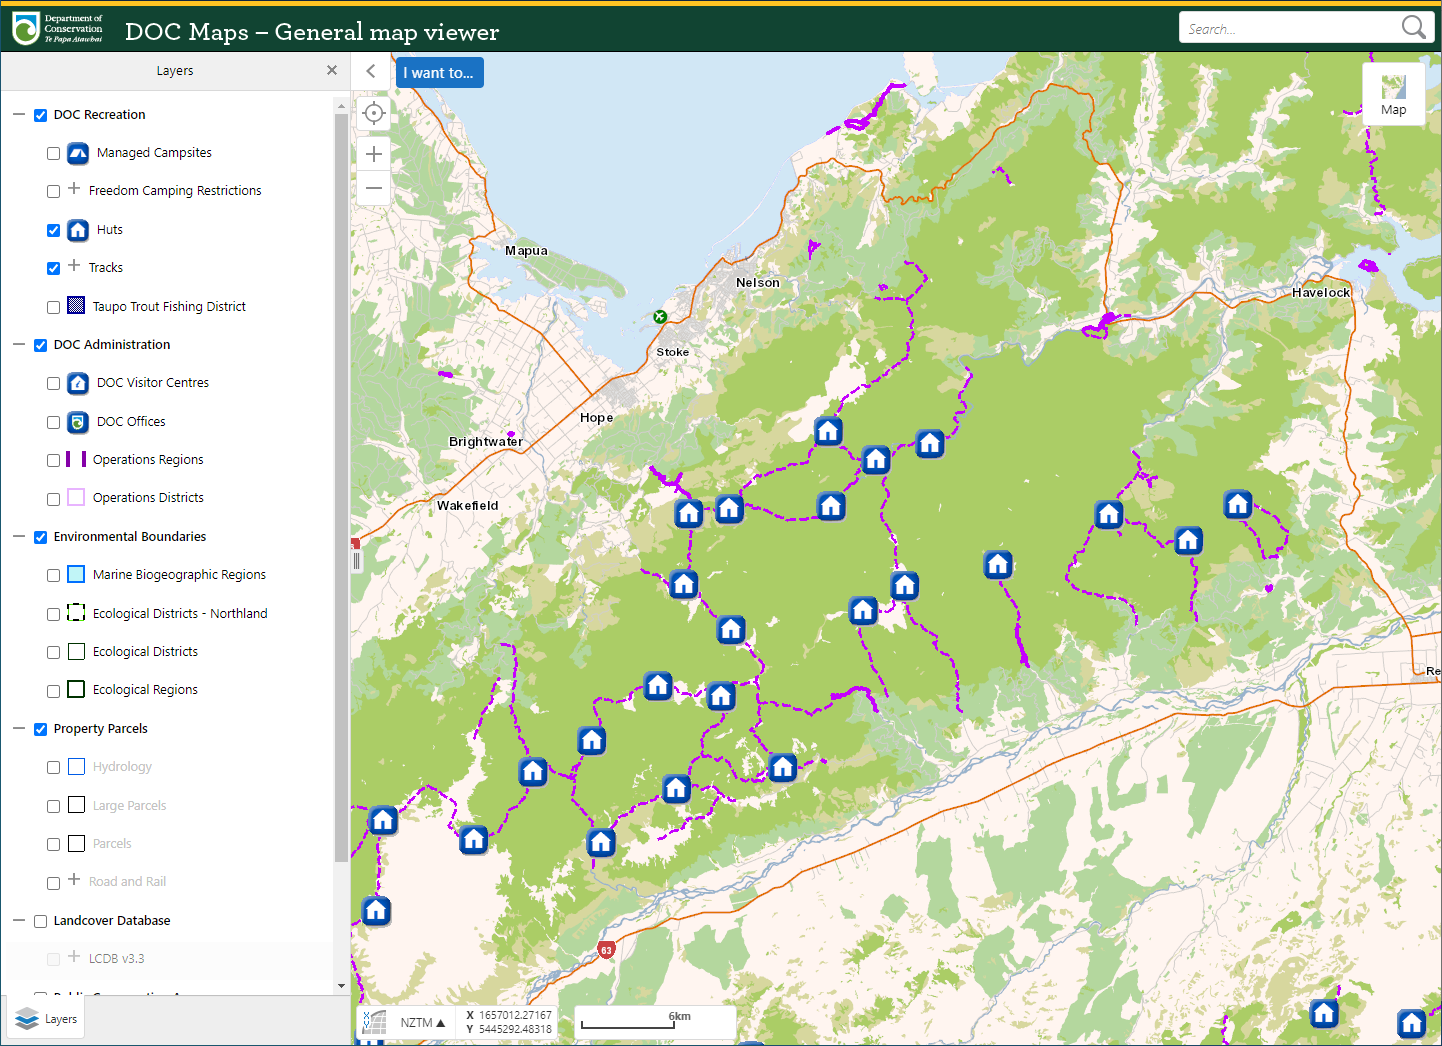 Department of
Conservation
Te Papa Atawhai
DOC Maps – General map viewer
Search...
Layers
I want to...
Map
DOC Recreation
Managed Campsites
Freedom Camping Restrictions
Huts
Tracks
Taupo Trout Fishing District
DOC Administration
DOC Visitor Centres
DOC Offices
Operations Regions
Operations Districts
Environmental Boundaries
Marine Biogeographic Regions
Ecological Districts - Northland
Ecological Districts
Ecological Regions
Property Parcels
Hydrology
Large Parcels
Parcels
Road and Rail
Landcover Database
LCDB v3.3
Layers
Mapua
Nelson
Havelock
Stoke
Hope
Brightwater
Wakefield
Re
63
NZTM
X 1657012.27167
Y 5445292.48318
6km